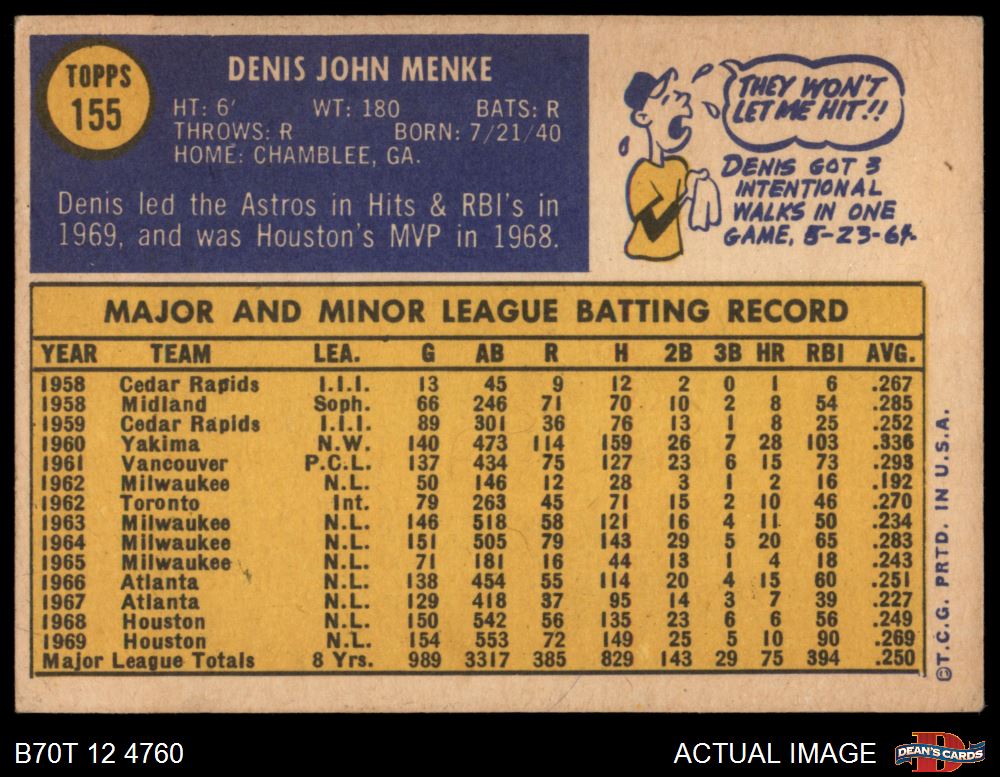 TOPPS
155
DENIS JOHN MENKE
HT: 6' WT: 180 BATS: R
THROWS: R BORN: 7/21/40
HOME: CHAMBLEE, GA.
Denis led the Astros in Hits & RBI's in
1969, and was Houston's MVP in 1968.
THEY WON'T
LET ME HIT!!
DENIS GOT 3
INTENTIONAL
WALKS IN ONE
GAME, 5-23-64.
MAJOR AND MINOR LEAGUE BATTING RECORD
YEAR TEAM LEA. G AB R H 2B 3B HR RBI AVG.
1958 Cedar Rapids I.I.I. 13 45 9 12 2 0 1 6 .267
1958 Midland Soph. 66 246 71 70 10 2 8 54 .285
1959 Cedar Rapids I.I.I. 89 301 36 76 13 1 8 25 .252
1960 Yakima N.W. 140 473 114 159 26 7 28 103 .336
1961 Vancouver P.C.L. 137 434 75 127 23 6 15 73 .293
1962 Milwaukee N.L. 50 146 12 28 3 1 2 16 .192
1962 Toronto Int. 79 263 45 71 15 2 10 46 .270
1963 Milwaukee N.L. 146 518 58 121 16 4 11 50 .234
1964 Milwaukee N.L. 151 505 79 143 29 5 20 65 .283
1965 Milwaukee N.L. 71 181 16 44 13 1 4 18 .243
1966 Atlanta N.L. 138 454 55 114 20 4 15 60 .251
1967 Atlanta N.L. 129 418 37 95 14 3 7 39 .227
1968 Houston N.L. 150 542 56 135 23 6 6 56 .249
1969 Houston N.L. 154 553 72 149 25 5 10 90 .269
Major League Totals 8 Yrs. 989 3317 385 829 143 29 75 394 .250
©T.C.G. PRTD. IN U.S.A.
B70T 12 4760
ACTUAL IMAGE
D
DEAN'S CARDS